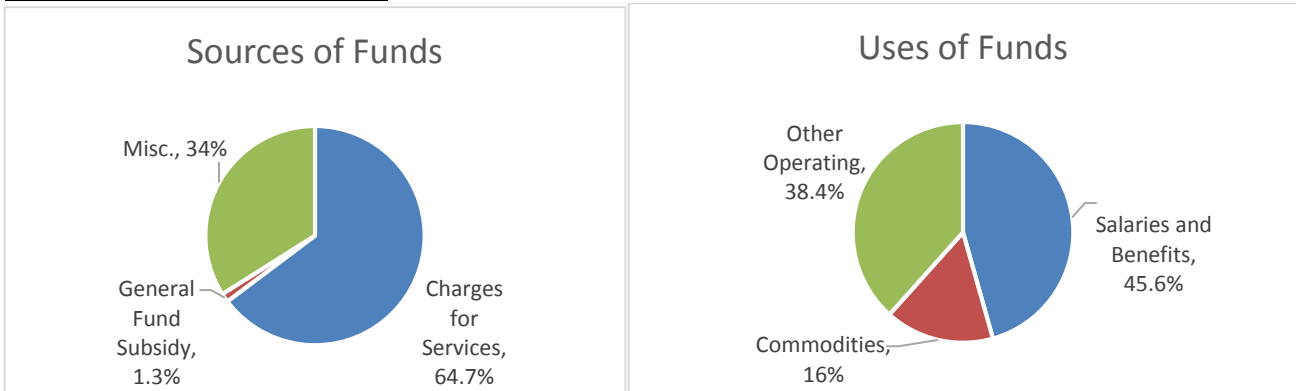 Sources of Funds
Misc., 34%
General
Fund
Subsidy,
1.3%
Charges
for
Services,
64.7%
Uses of Funds
Other
Operating,
38.4%
Salaries and
Benefits,
45.6%
Commodities,
16%